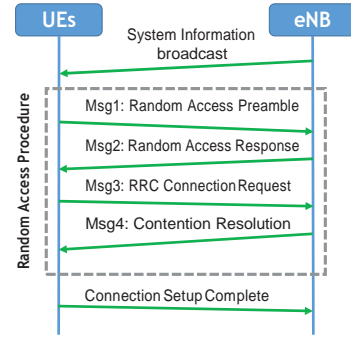 UEs
eNB
System Information
broadcast
Random Access Procedure
Msg1: Random Access Preamble
Msg2: Random Access Response
Msg3: RRC Connection Request
Msg4: Contention Resolution
Connection Setup Complete